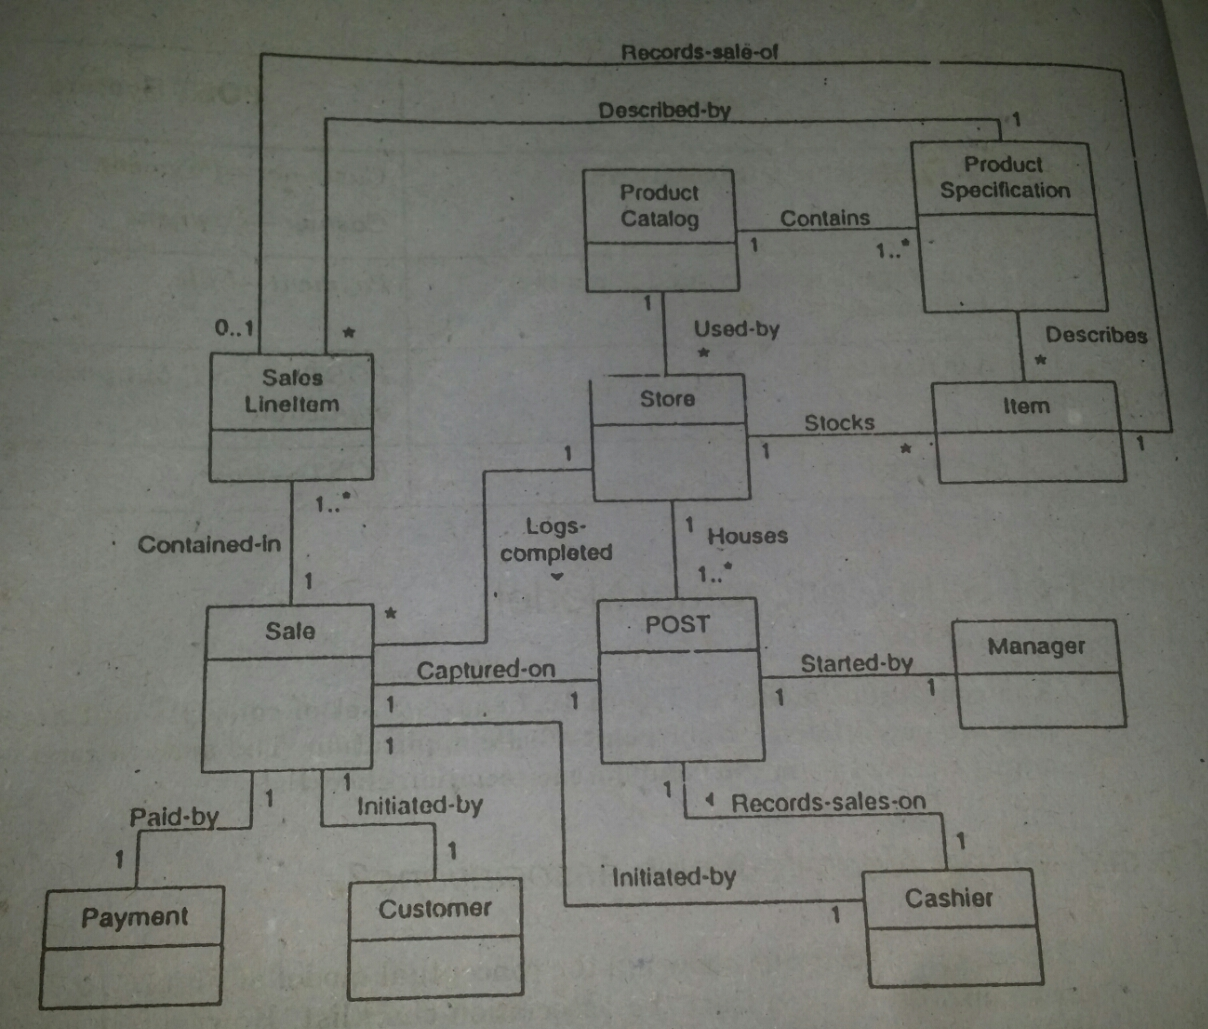 Records-sale-of
Described-by
1
Product
Specification
Product
Catalog
Contains
1
1..*
1
Used-by
*
Describes
*
0..1
*
Sales
LineItem
Store
Stocks
1
*
Item
1
1
1..*
Logs-
completed
1
Houses
1..*
Contained-in
1
*
Sale
POST
Manager
Captured-on
1
1
Started-by
1
1
1
Paid-by
1
1
1
Initiated-by
1
1
Records-sales-on
1
Initiated-by
1
Payment
Customer
Cashier